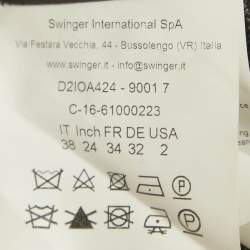 Swinger International SpA
Via Festara Vecchia, 44 - Bussolengo (VR) Italia
www.swinger.it - info@swinger.it
D2IOA424 - 9001 7
C-16-61000223
IT Inch FR DE USA
38 24 34 32 2
P
P